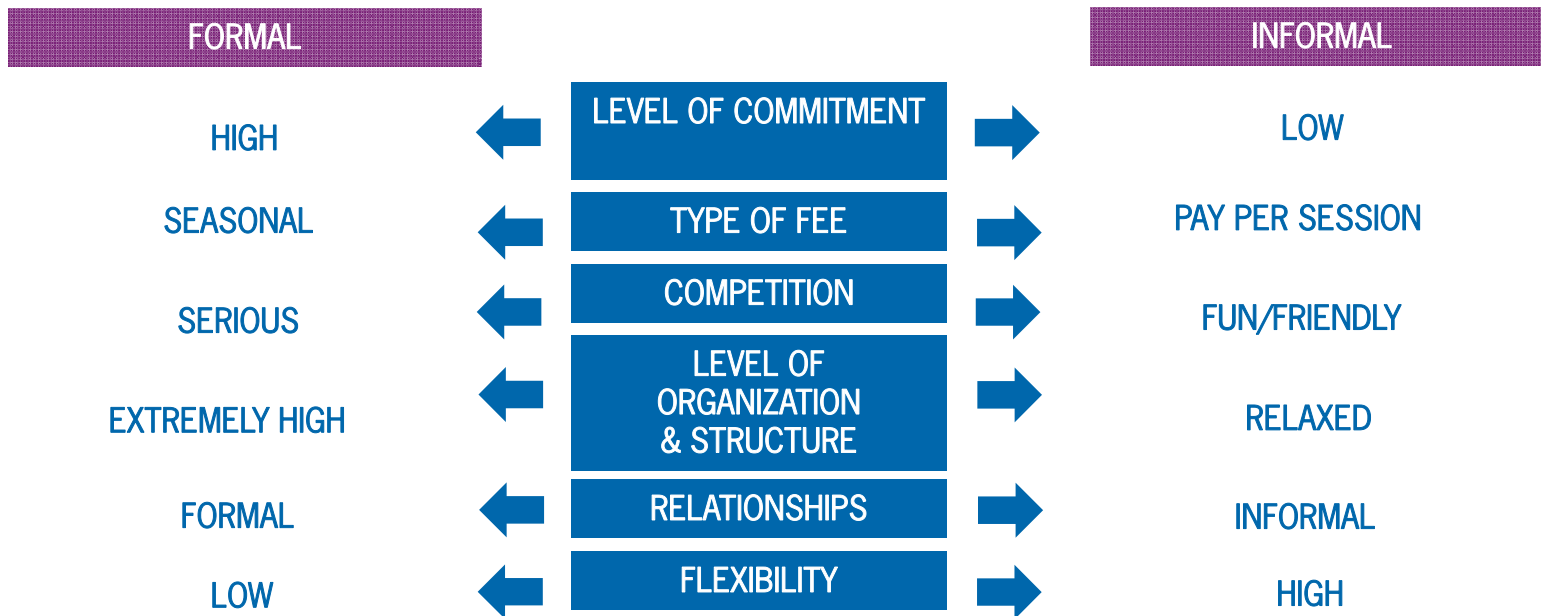 FORMAL
INFORMAL
HIGH
LEVEL OF COMMITMENT
LOW
SEASONAL
TYPE OF FEE
PAY PER SESSION
SERIOUS
COMPETITION
FUN/FRIENDLY
EXTREMELY HIGH
LEVEL OF
ORGANIZATION
& STRUCTURE
RELAXED
FORMAL
RELATIONSHIPS
INFORMAL
LOW
FLEXIBILITY
HIGH